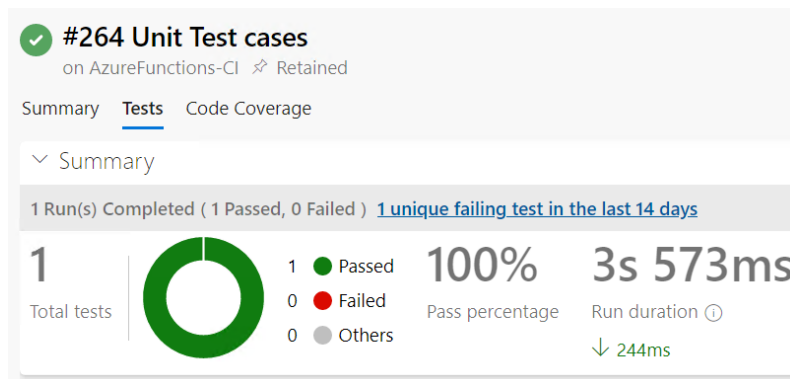 #264 Unit Test cases
on AzureFunctions-CI Retained
Summary Tests Code Coverage
Summary
1 Run(s) Completed ( 1 Passed, 0 Failed ) 1 unique failing test in the last 14 days
1
Total tests
1 Passed
0 Failed
0 Others
100%
Pass percentage
3s 573ms
Run duration
244ms